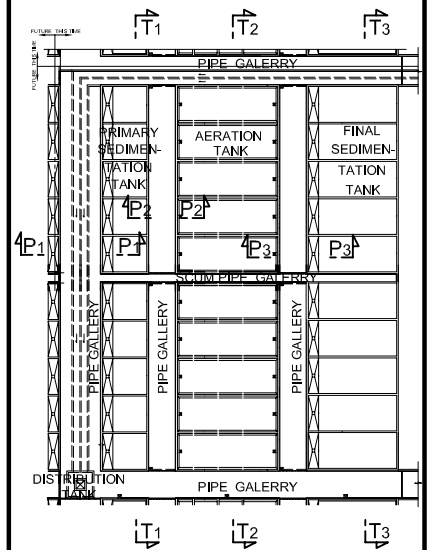 T1 T2 T3
FUTURE THIS TIME
FUTURE THIS TIME
PIPE GALERRY
PRIMARY
SEDIMEN-
TATION
TANK
AERATION
TANK
FINAL
SEDIMEN-
TATION
TANK
P2 P2
P1 P1 P3 P3
SCUM PIPE GALERRY
PIPE GALLERY
PIPE GALLERY
PIPE GALLERY
DISTRIBUTION
TANK
PIPE GALERRY
T1 T2 T3